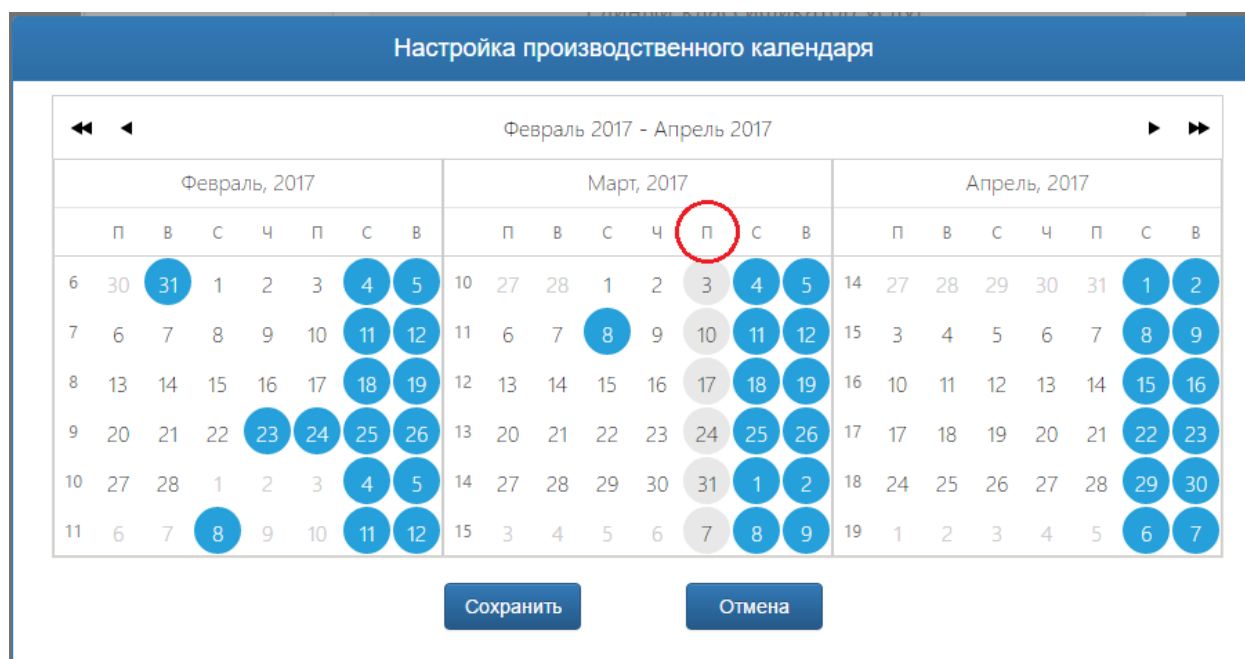 Настройка производственного календаря
Февраль 2017 - Апрель 2017
Февраль, 2017 Март, 2017 Апрель, 2017
П В С Ч П С В П В С Ч П С В П В С Ч П С В
6 30 31 1 2 3 4 5 10 27 28 1 2 3 4 5 14 27 28 29 30 31 1 2
7 6 7 8 9 10 11 12 11 6 7 8 9 10 11 12 15 3 4 5 6 7 8 9
8 13 14 15 16 17 18 19 12 13 14 15 16 17 18 19 16 10 11 12 13 14 15 16
9 20 21 22 23 24 25 26 13 20 21 22 23 24 25 26 17 17 18 19 20 21 22 23
10 27 28 1 2 3 4 5 14 27 28 29 30 31 1 2 18 24 25 26 27 28 29 30
11 6 7 8 9 10 11 12 15 3 4 5 6 7 8 9 19 1 2 3 4 5 6 7
Сохранить Отмена